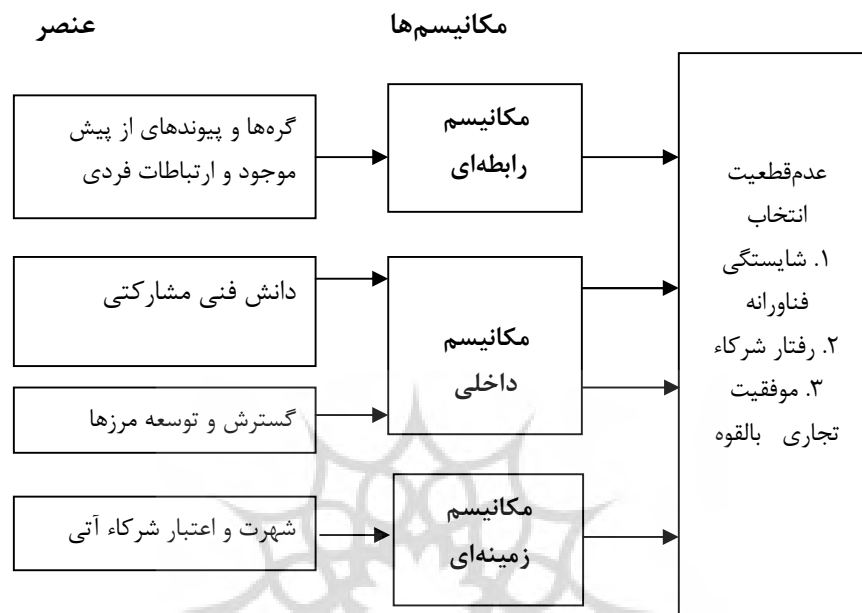 عنصر
مکانیسم‌ها
گره‌ها و پیوندهای از پیش
موجود و ارتباطات فردی
مکانیسم
رابطه‌ای
دانش فنی مشارکتی
گسترش و توسعه مرزها
مکانیسم
داخلی
شهرت و اعتبار شرکاء آتی
مکانیسم
زمینه‌ای
عدم‌قطعیت
انتخاب
۱. شایستگی
فناورانه
۲. رفتار شرکاء
۳. موفقیت
تجاری بالقوه